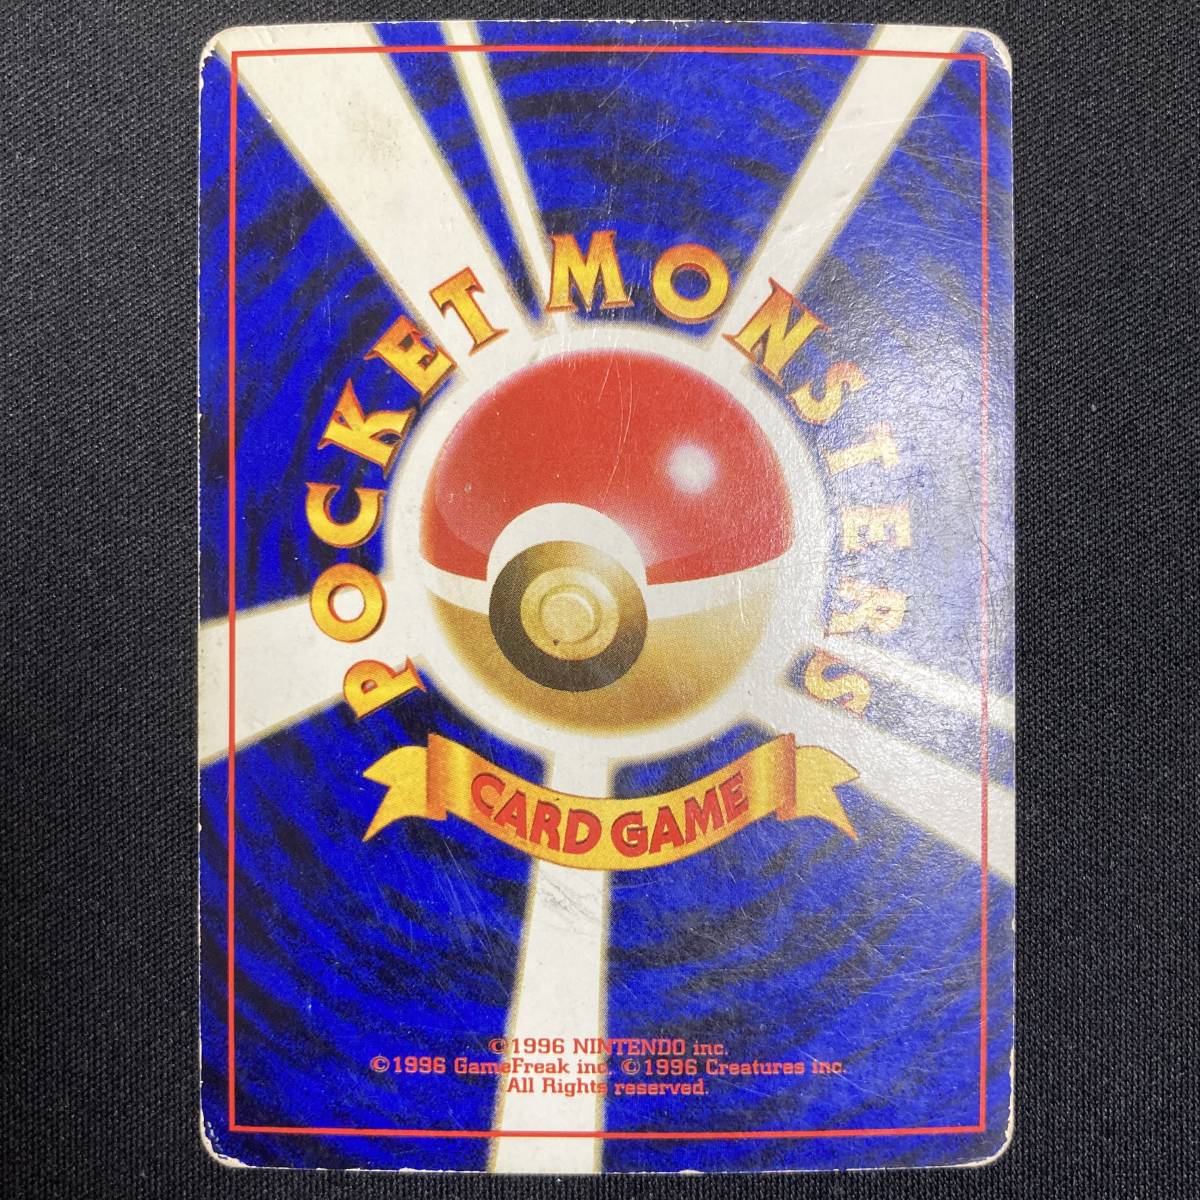 POCKET MONSTERS
CARD GAME
©1996 NINTENDO inc.
©1996 GameFreak inc. ©1996 Creatures inc.
All Rights reserved.